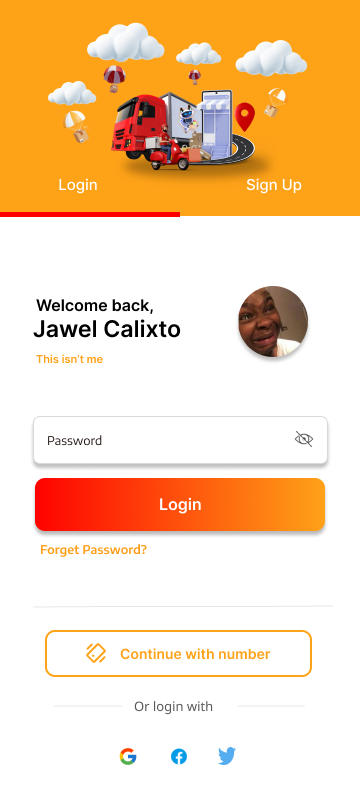 Login
Sign Up
Welcome back,
Jawel Calixto
This isn't me
Password
Login
Forget Password?
Continue with number
Or login with